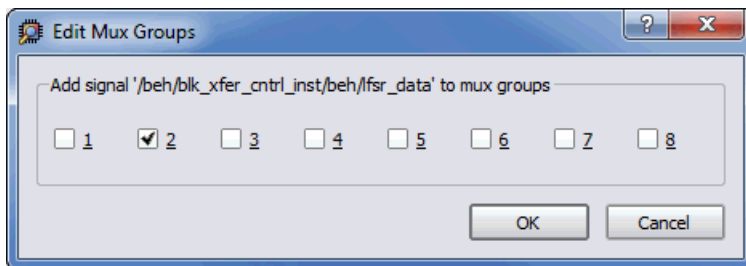 Edit Mux Groups
Add signal '/beh/blk_xfer_cntrl_inst/beh/lfsr_data' to mux groups
1 2 3 4 5 6 7 8
OK Cancel